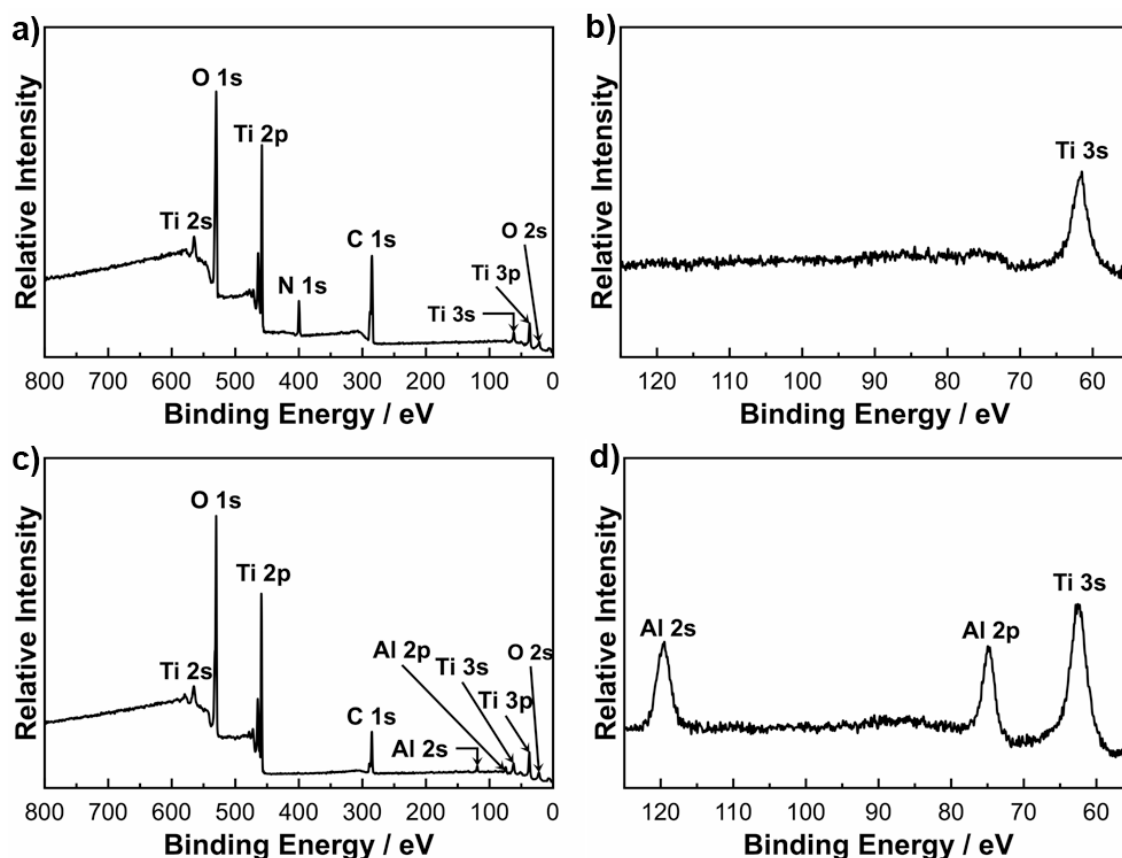 a)
Relative Intensity
O 1s
Ti 2p
Ti 2s
C 1s
N 1s
O 2s
Ti 3p
Ti 3s
800 700 600 500 400 300 200 100 0
Binding Energy / eV
b)
Relative Intensity
Ti 3s
120 110 100 90 80 70 60
Binding Energy / eV
c)
Relative Intensity
O 1s
Ti 2p
Ti 2s
C 1s
Al 2p
Ti 3s
O 2s
Ti 3p
Al 2s
800 700 600 500 400 300 200 100 0
Binding Energy / eV
d)
Relative Intensity
Al 2s
Al 2p
Ti 3s
120 110 100 90 80 70 60
Binding Energy / eV